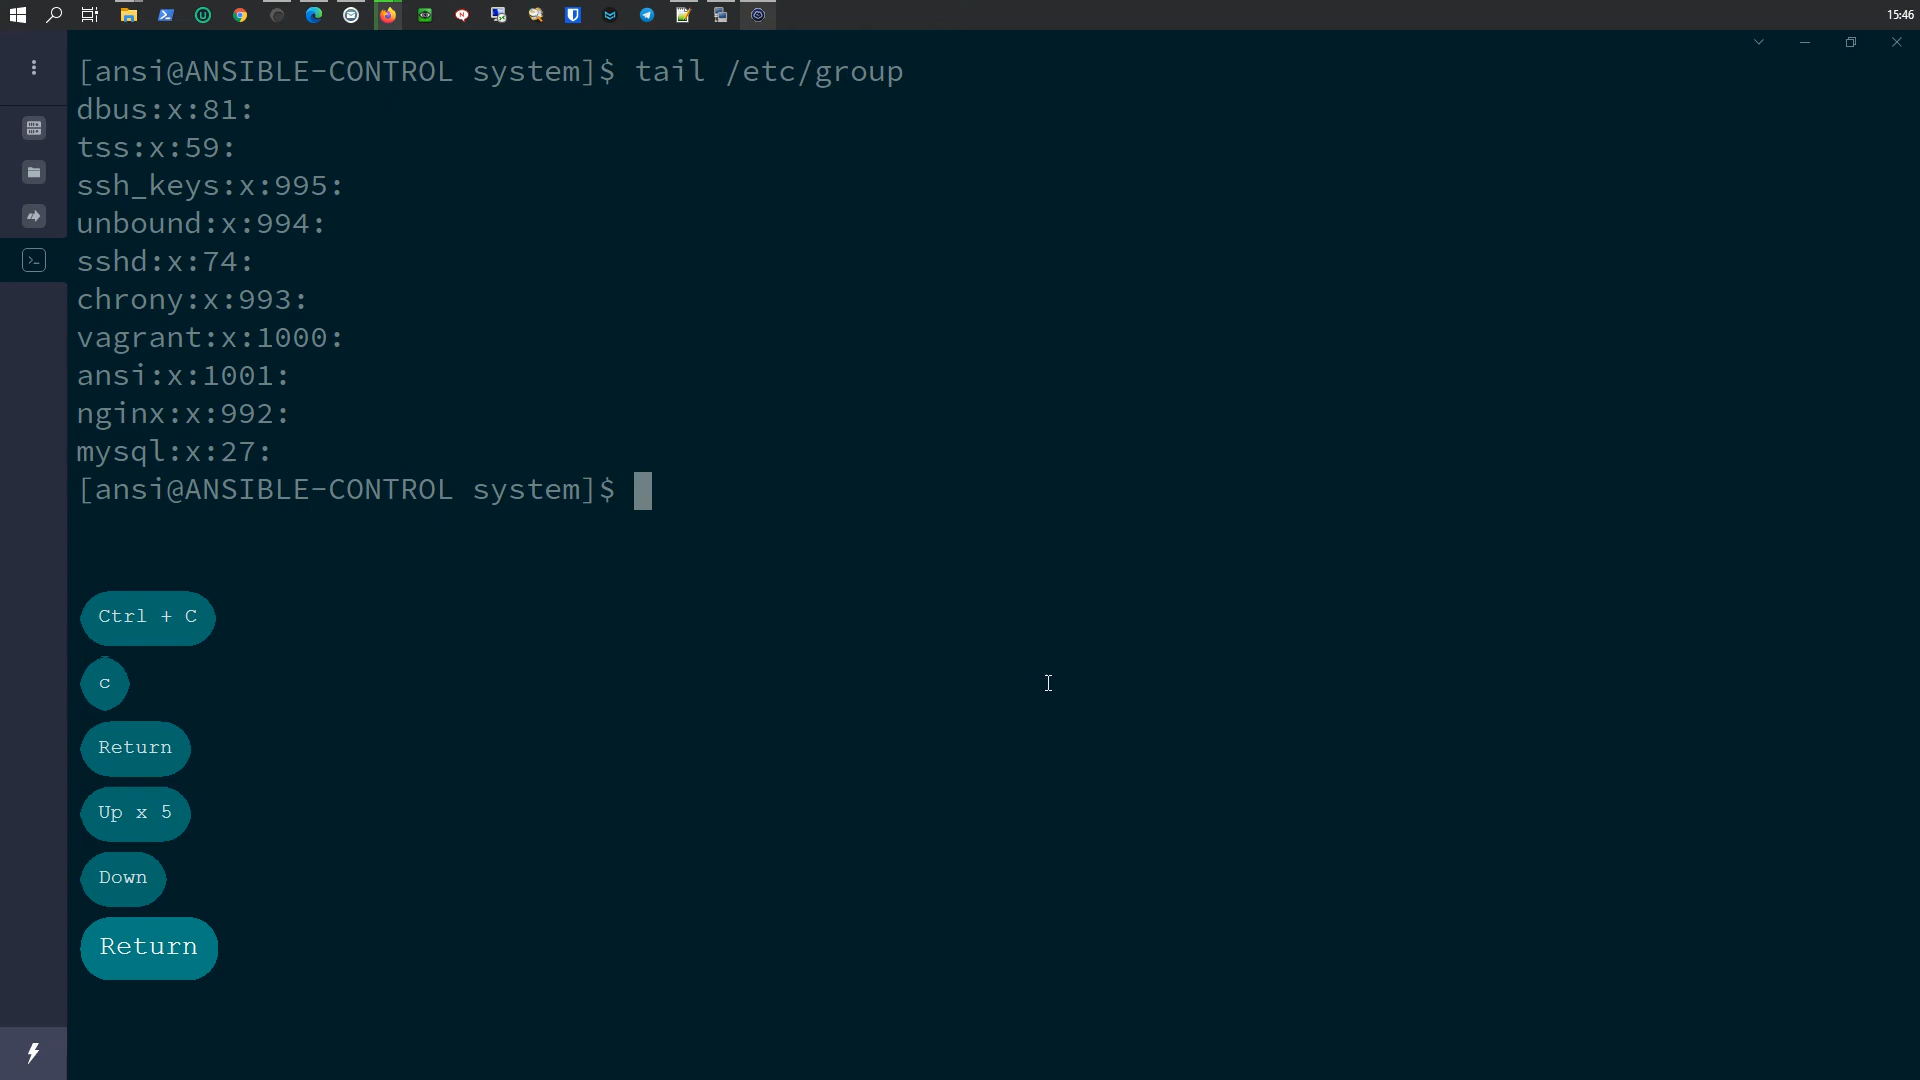 15:46
[ansi@ANSIBLE-CONTROL system]$ tail /etc/group
dbus:x:81:
tss:x:59:
ssh_keys:x:995:
unbound:x:994:
sshd:x:74:
chrony:x:993:
vagrant:x:1000:
ansi:x:1001:
nginx:x:992:
mysql:x:27:
[ansi@ANSIBLE-CONTROL system]$
Ctrl + C
c
Return
Up x 5
Down
Return